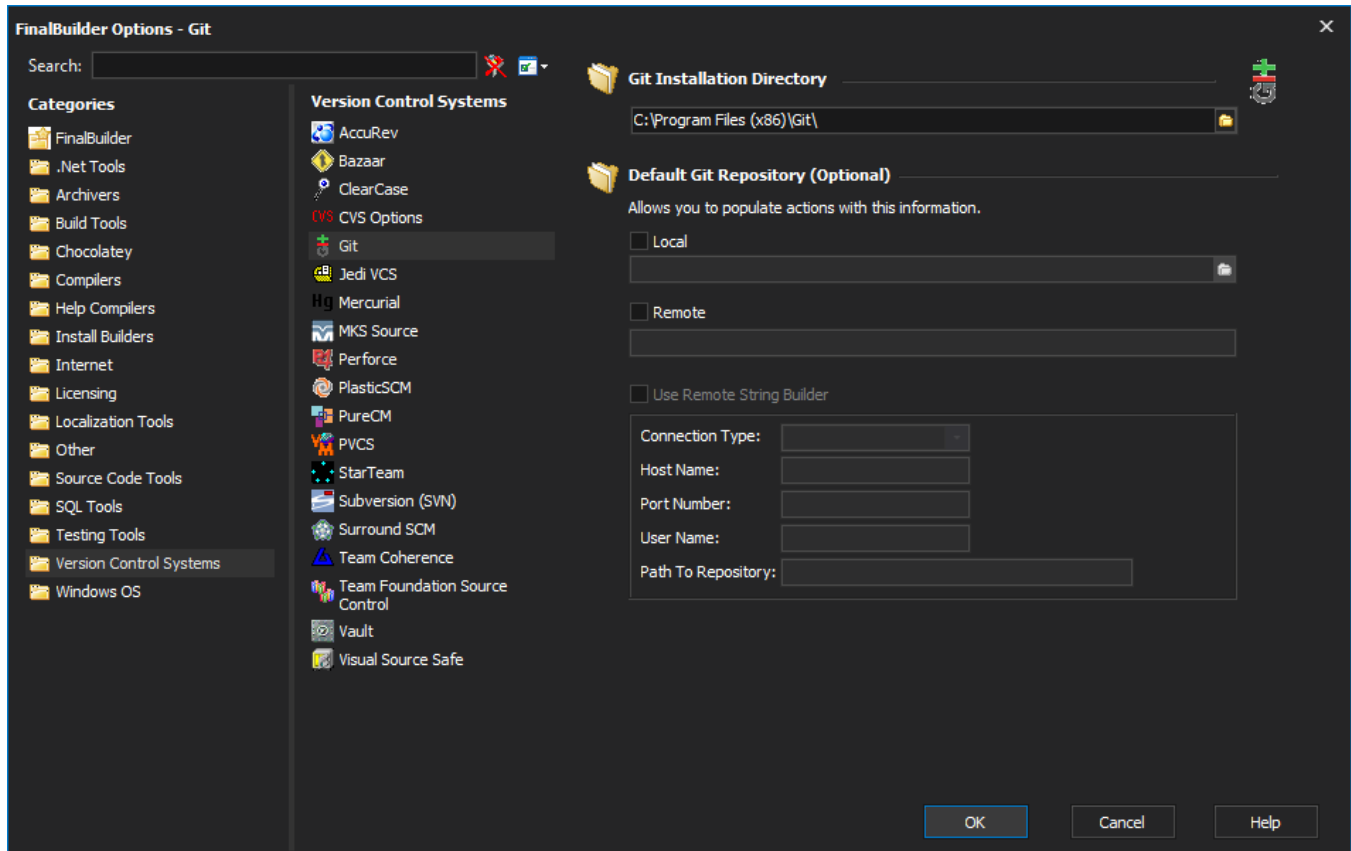 FinalBuilder Options - Git
Search:
Categories
FinalBuilder
.Net Tools
Archivers
Build Tools
Chocolatey
Compilers
Help Compilers
Install Builders
Internet
Licensing
Localization Tools
Other
Source Code Tools
SQL Tools
Testing Tools
Version Control Systems
Windows OS
Version Control Systems
AccuRev
Bazaar
ClearCase
CVS CVS Options
Git
Jedi VCS
Hg Mercurial
MKS Source
Perforce
PlasticSCM
PureCM
PVCS
StarTeam
Subversion (SVN)
Surround SCM
Team Coherence
Team Foundation Source
Control
Vault
Visual Source Safe
Git Installation Directory
C:\Program Files (x86)\Git\
Default Git Repository (Optional)
Allows you to populate actions with this information.
Local
Remote
Use Remote String Builder
Connection Type:
Host Name:
Port Number:
User Name:
Path To Repository:
OK
Cancel
Help